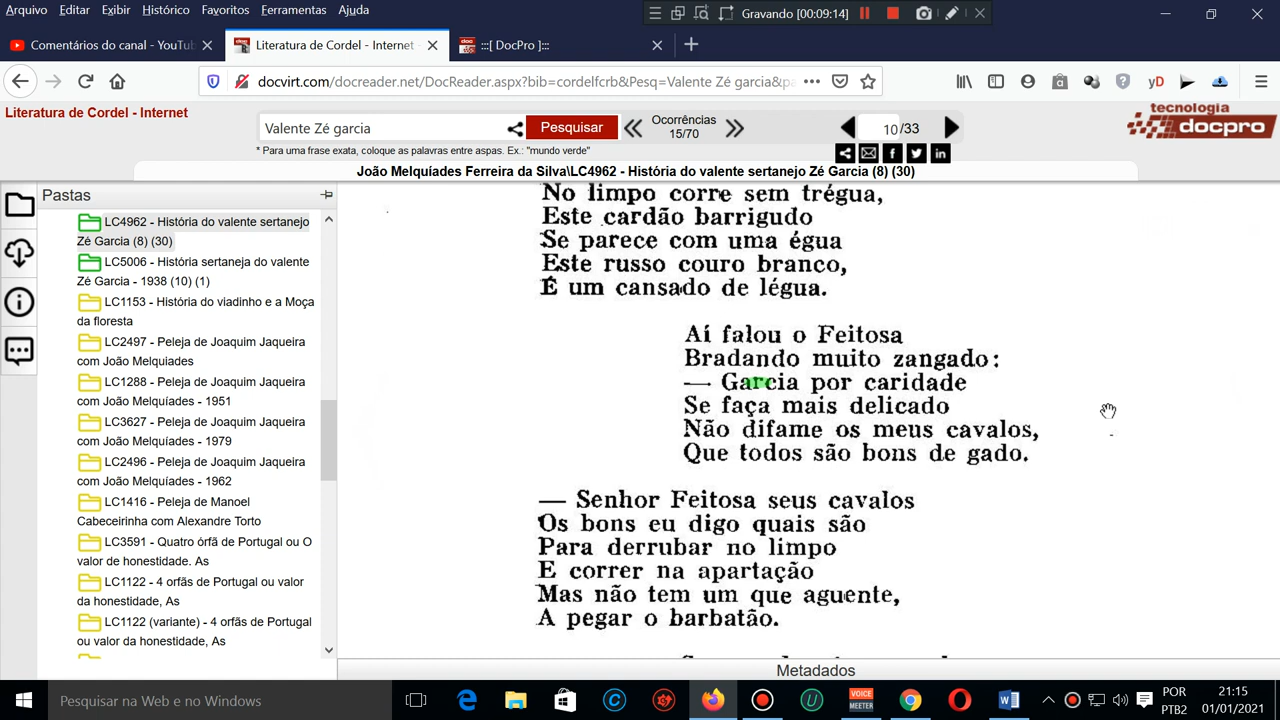 Arquivo Editar Exibir Histórico Favoritos Ferramentas Ajuda
Gravando [00:09:14]
Comentários do canal - YouTu
Literatura de Cordel - Internet -
:::[ DocPro ]:::
docvirt.com/docreader.net/DocReader.aspx?bib=cordelfcrb&Pesq=Valente Zé garcia&pa
yD
Literatura de Cordel - Internet
Valente Zé garcia
Pesquisar
Ocorrências
15/70
10 /33
tecnologia
docpro
* Para uma frase exata, coloque as palavras entre aspas. Ex.: "mundo verde"
João Melquíades Ferreira da Silva\LC4962 - História do valente sertanejo Zé Garcia (8) (30)
Pastas
LC4962 - História do valente sertanejo
Zé Garcia (8) (30)
LC5006 - História sertaneja do valente
Zé Garcia - 1938 (10) (1)
LC1153 - História do viadinho e a Moça
da floresta
LC2497 - Peleja de Joaquim Jaqueira
com João Melquiades
LC1288 - Peleja de Joaquim Jaqueira
com João Melquíades - 1951
LC3627 - Peleja de Joaquim Jaqueira
com João Melquíades - 1979
LC2496 - Peleja de Joaquim Jaqueira
com João Melquíades - 1962
LC1416 - Peleja de Manoel
Cabeceirinha com Alexandre Torto
LC3591 - Quatro órfã de Portugal ou O
valor de honestidade. As
LC1122 - 4 orfãs de Portugal ou valor
da honestidade, As
LC1122 (variante) - 4 orfãs de Portugal
ou valor da honestidade, As
No limpo corre sem trégua,
Este cardão barrigudo
Se parece com uma égua
Este russo couro branco,
É um cansado de légua.
Aí falou o Feitosa
Bradando muito zangado:
— Garcia por caridade
Se faça mais delicado
Não difame os meus cavalos,
Que todos são bons de gado.
— Senhor Feitosa seus cavalos
Os bons eu digo quais são
Para derrubar no limpo
E correr na apartação
Mas não tem um que aguente,
A pegar o barbatão.
Metadados
Pesquisar na Web e no Windows
VOICE
MEETER
POR
PTB2
21:15
01/01/2021